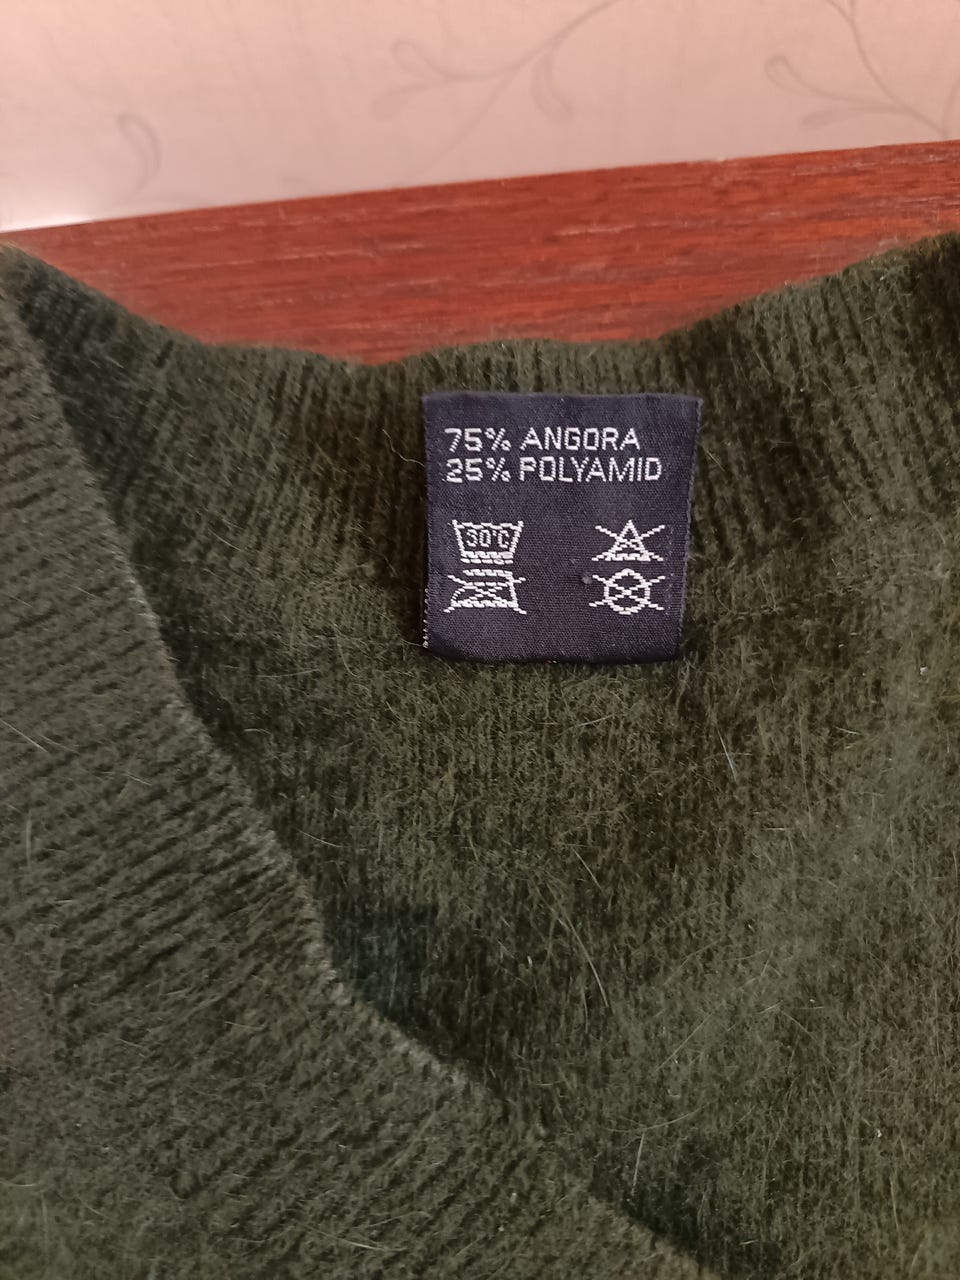 75% ANGORA
25% POLYAMID
30°C